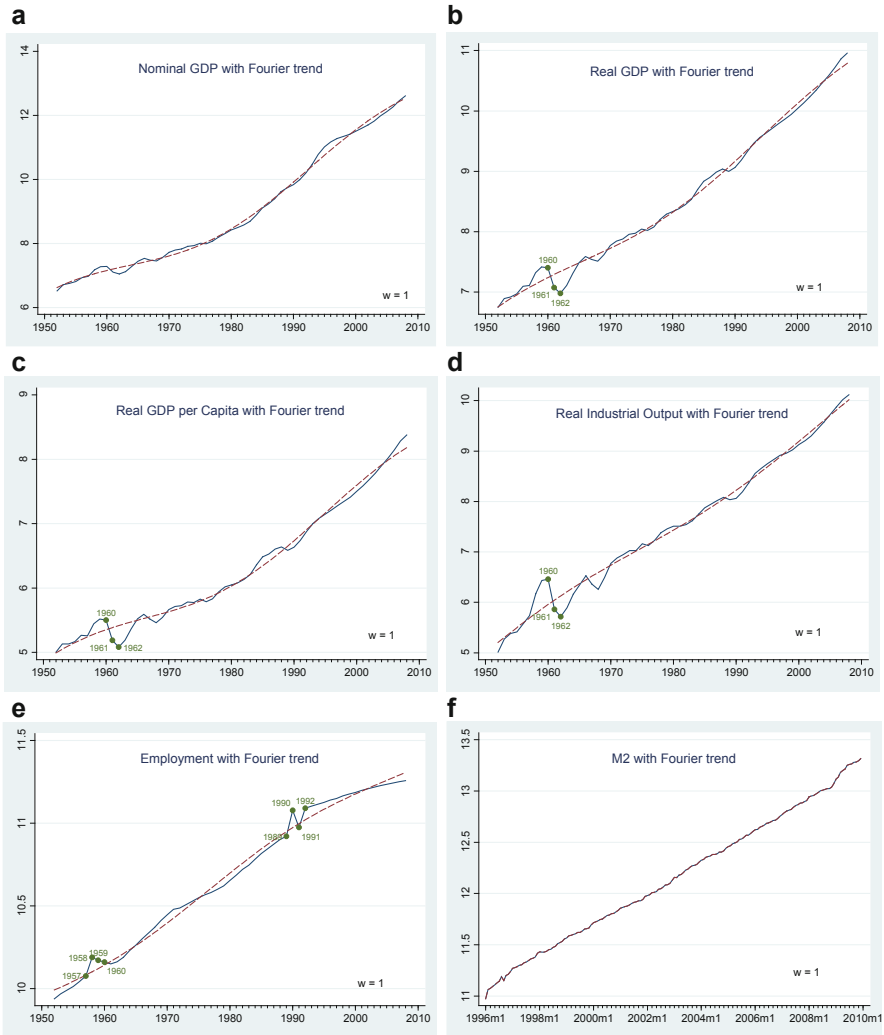 a
Nominal GDP with Fourier trend
14
12
10
8
6
w = 1
1950 1960 1970 1980 1990 2000 2010
b
Real GDP with Fourier trend
11
10
9
8
7
1960
1961
1962
w = 1
1950 1960 1970 1980 1990 2000 2010
c
Real GDP per Capita with Fourier trend
9
8
7
6
5
1960
1961 1962
w = 1
1950 1960 1970 1980 1990 2000 2010
d
Real Industrial Output with Fourier trend
10
9
8
7
6
5
1960
1961
1962
w = 1
1950 1960 1970 1980 1990 2000 2010
e
Employment with Fourier trend
11.5
11
10.5
10
1990 1992
1989 1991
1958 1959
1957 1960
w = 1
1950 1960 1970 1980 1990 2000 2010
f
M2 with Fourier trend
13.5
13
12.5
12
11.5
11
w = 1
1996m1 1998m1 2000m1 2002m1 2004m1 2006m1 2008m1 2010m1